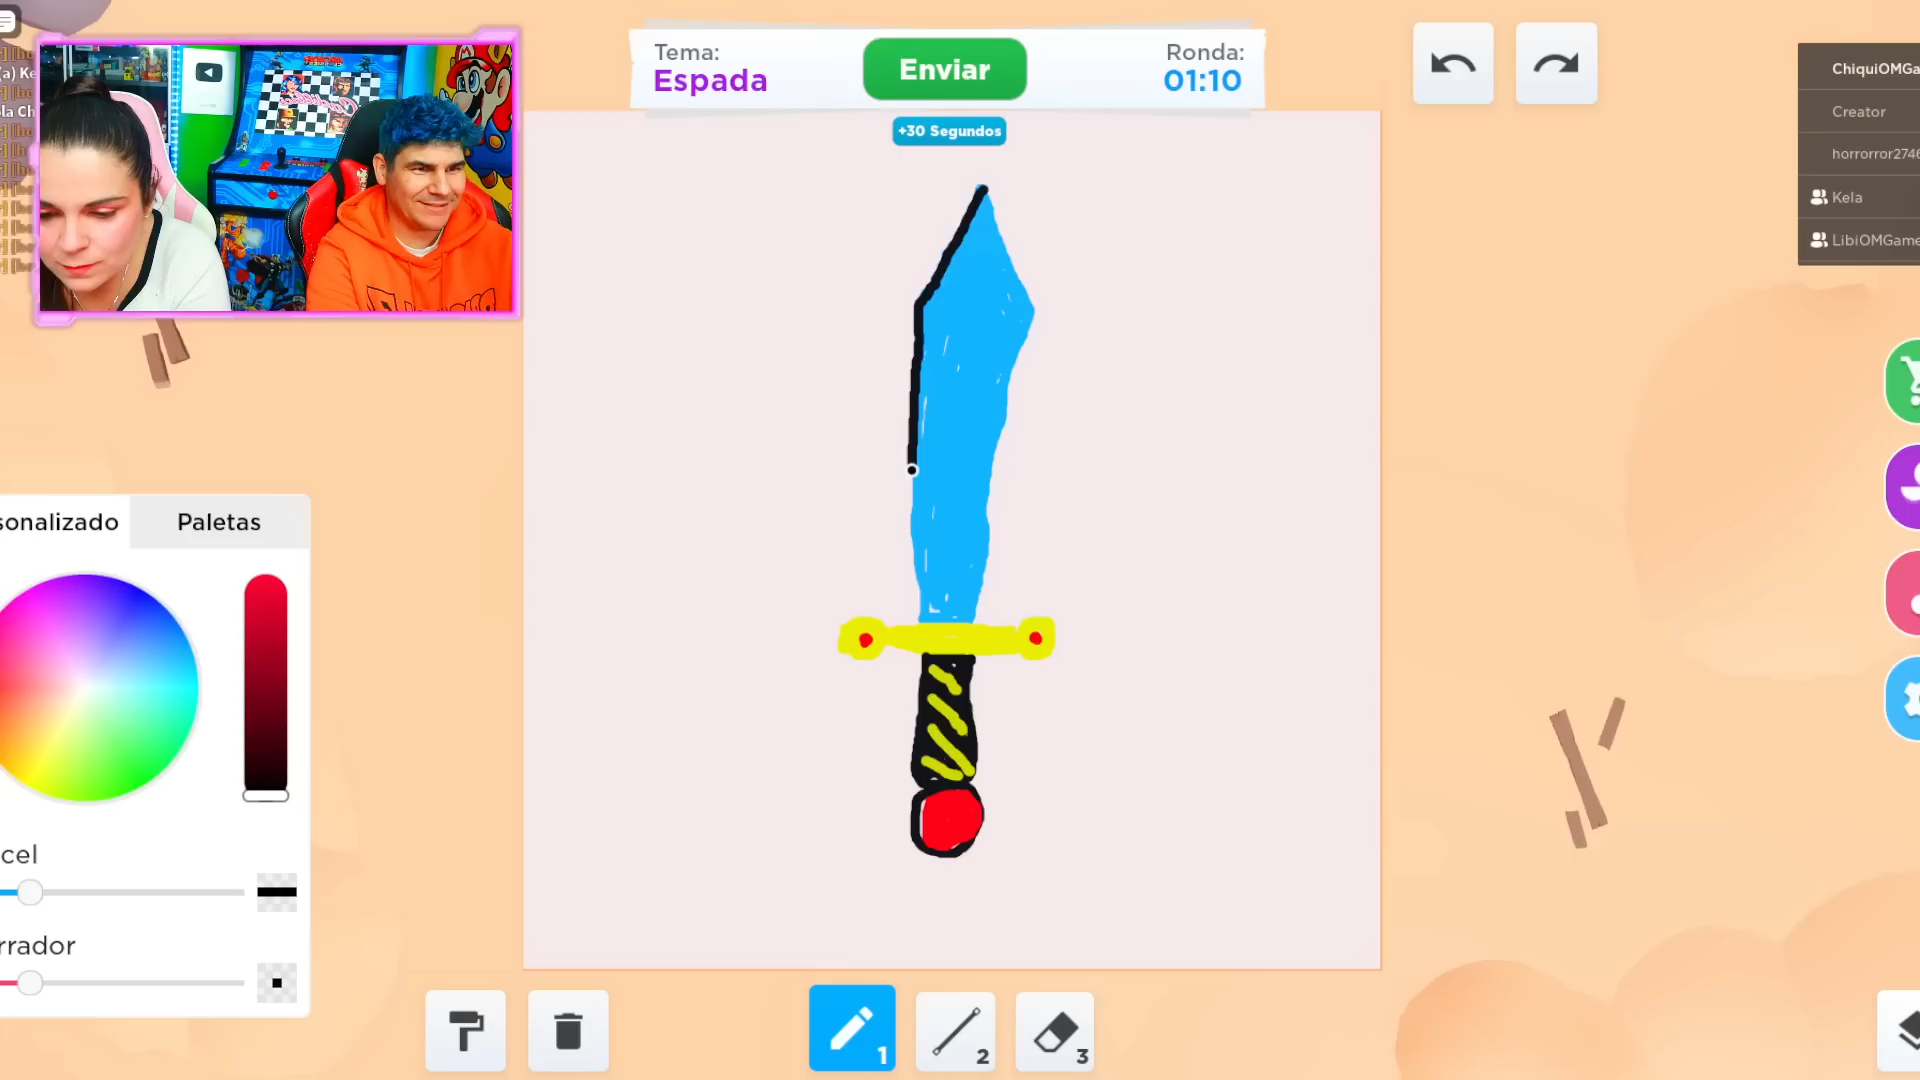 Tema:
Espada
Enviar
Ronda:
01:10
+30 Segundos
ChiquiOMGa
Creator
horrorror2746
Kela
LibiOMGame
sonalizado
Paletas
cel
rrador
1
2
3